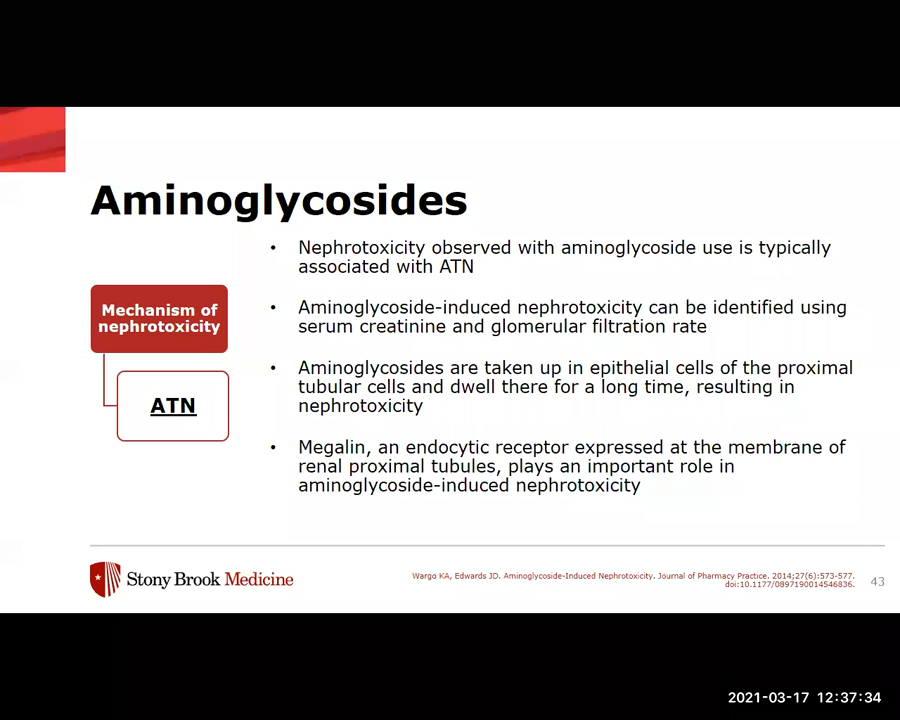 Aminoglycosides
Mechanism of
nephrotoxicity
ATN
• Nephrotoxicity observed with aminoglycoside use is typically
associated with ATN
• Aminoglycoside-induced nephrotoxicity can be identified using
serum creatinine and glomerular filtration rate
• Aminoglycosides are taken up in epithelial cells of the proximal
tubular cells and dwell there for a long time, resulting in
nephrotoxicity
• Megalin, an endocytic receptor expressed at the membrane of
renal proximal tubules, plays an important role in
aminoglycoside-induced nephrotoxicity
Stony Brook Medicine
Wargo KA, Edwards JD. Aminoglycoside-Induced Nephrotoxicity. Journal of Pharmacy Practice. 2014;27(6):573-577.
doi:10.1177/0897190014546836.
43
2021-03-17 12:37:34